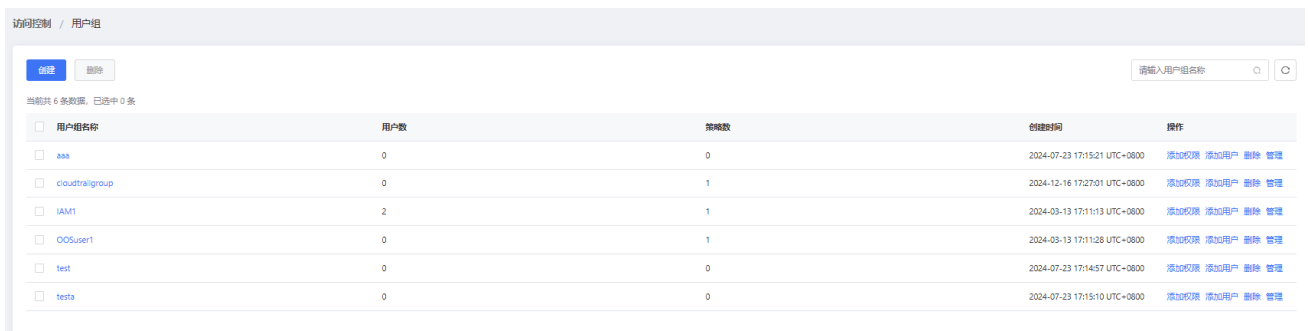 访问控制 / 用户组
创建 删除 请输入用户组名称
当前共 6 条数据，已选中 0 条
用户组名称 用户数 策略数 创建时间 操作
aaa 0 0 2024-07-23 17:15:21 UTC+0800 添加权限 添加用户 删除 管理
cloudtrailgroup 0 1 2024-12-16 17:27:01 UTC+0800 添加权限 添加用户 删除 管理
IAM1 2 1 2024-03-13 17:11:13 UTC+0800 添加权限 添加用户 删除 管理
OOSuser1 0 1 2024-03-13 17:11:28 UTC+0800 添加权限 添加用户 删除 管理
test 0 0 2024-07-23 17:14:57 UTC+0800 添加权限 添加用户 删除 管理
testa 0 0 2024-07-23 17:15:10 UTC+0800 添加权限 添加用户 删除 管理